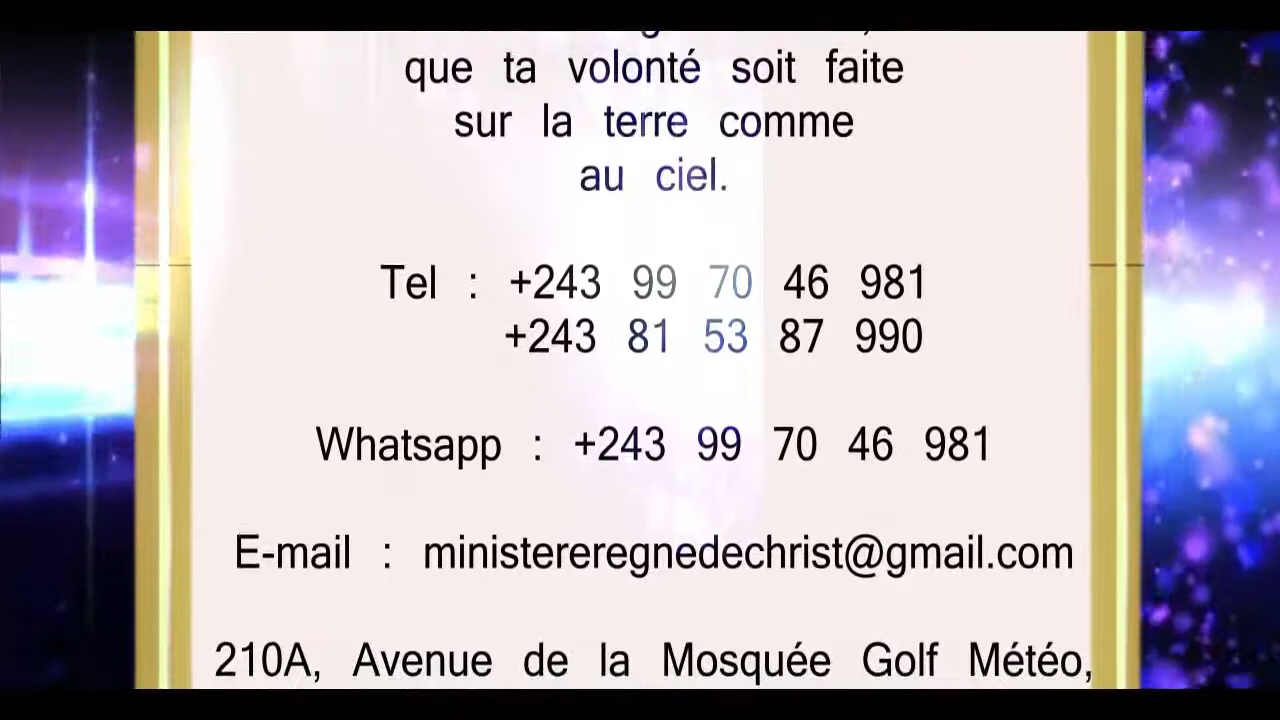 que ta volonté soit faite
sur la terre comme
au ciel.
Tel : +243 99 70 46 981
+243 81 53 87 990
Whatsapp : +243 99 70 46 981
E-mail : ministereregnedechrist@gmail.com
210A, Avenue de la Mosquée Golf Météo,